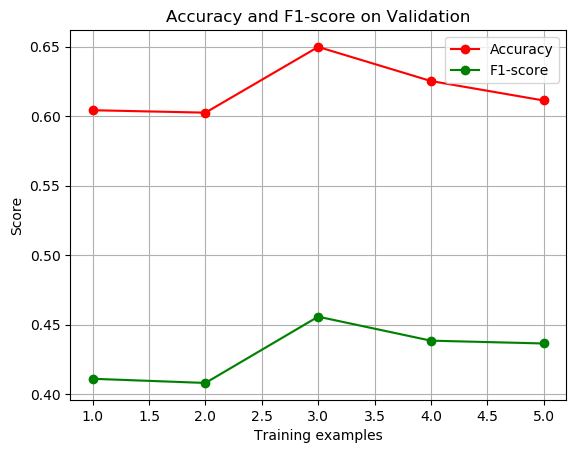 Accuracy and F1-score on Validation
Accuracy
F1-score
0.65
0.60
0.55
0.50
0.45
0.40
Score
1.0 1.5 2.0 2.5 3.0 3.5 4.0 4.5 5.0
Training examples